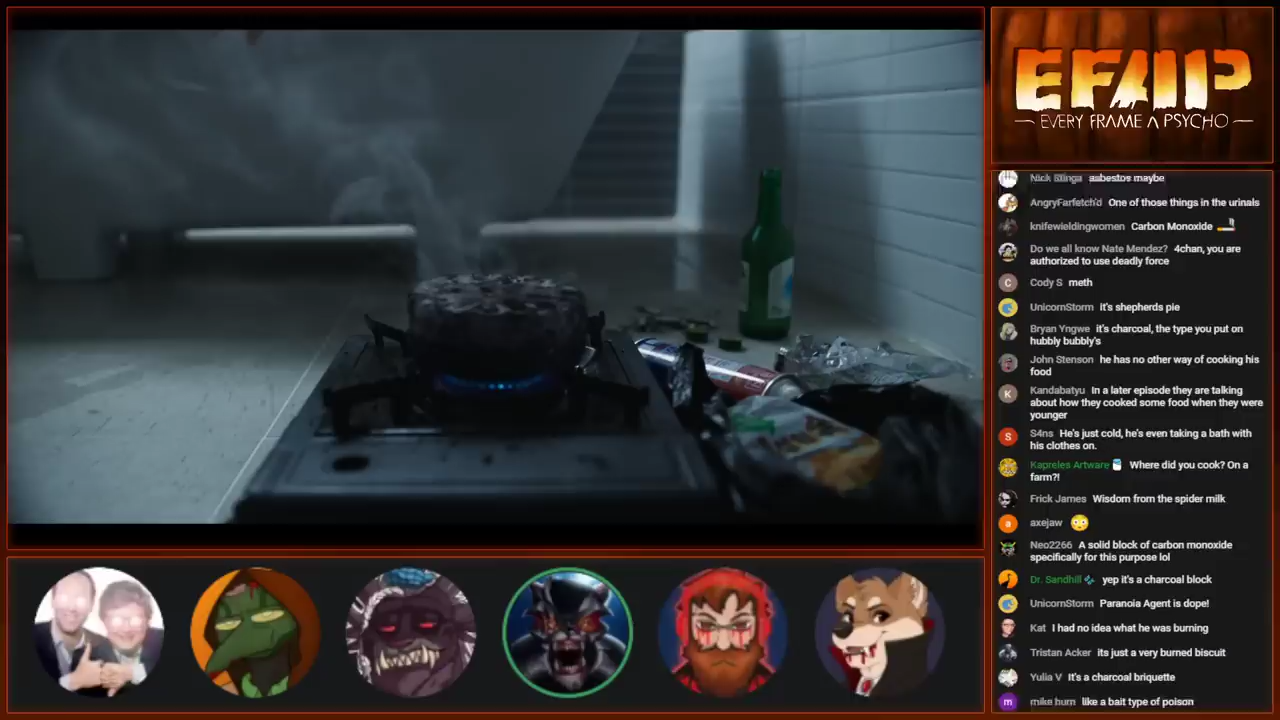 EFAP
EVERY FRAME A PSYCHO
Nick Slinga aabestos maybe
AngryFarfetch'd One of those things in the urinals
knifewieldingwomen Carbon Monoxide
Do we all know Nate Mendez? 4chan, you are
authorized to use deadly force
C Cody S meth
UnicornStorm it's shepherds pie
Bryan Yngwe it's charcoal, the type you put on
hubbly bubbly's
John Stenson he has no other way of cooking his
food
K Kandabatyu In a later episode they are talking
about how they cooked some food when they were
younger
S S4ns He's just cold, he's even taking a bath with
his clothes on.
Kapreles Artware Where did you cook? On a
farm?!
Frick James Wisdom from the spider milk
a axejaw
Neo2266 A solid block of carbon monoxide
specifically for this purpose lol
Dr. Sandhill yep it's a charcoal block
UnicornStorm Paranoia Agent is dope!
Kat I had no idea what he was burning
Tristan Acker its just a very burned biscuit
Yulia V It's a charcoal briquette
m mike hurn like a bait type of poison